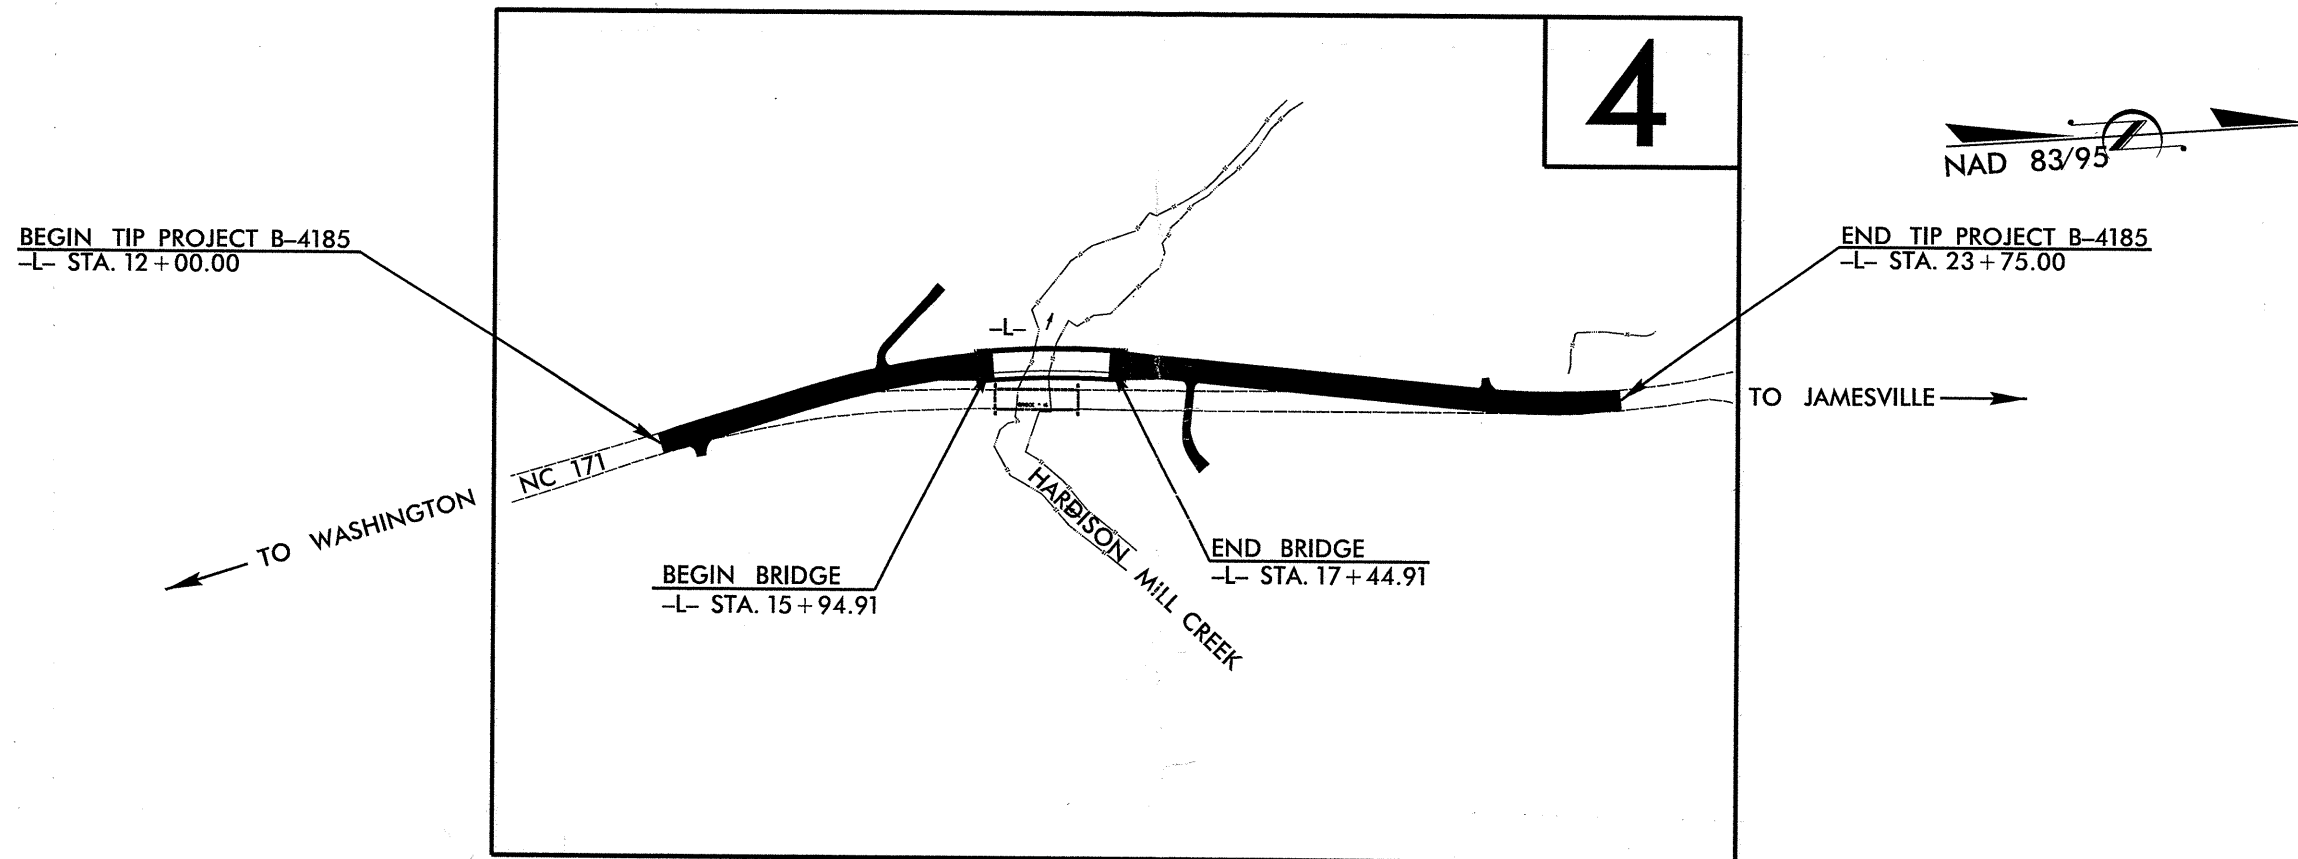 4
NAD 83/95
BEGIN TIP PROJECT B-4185
-L- STA. 12+00.00
END TIP PROJECT B-4185
-L- STA. 23+75.00
-L-
TO JAMESVILLE
NC 171
TO WASHINGTON
HARDISON MILL CREEK
BEGIN BRIDGE
-L- STA. 15+94.91
END BRIDGE
-L- STA. 17+44.91